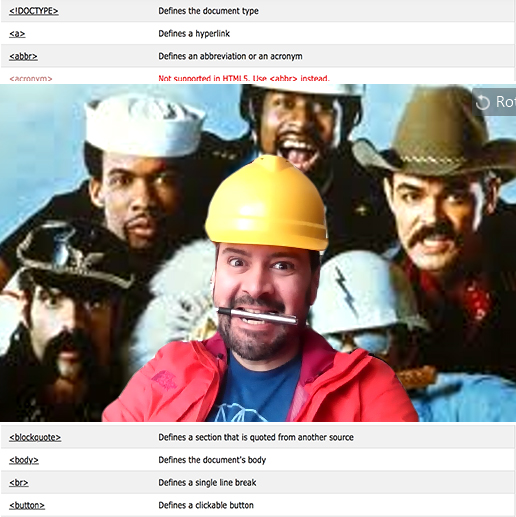 <!DOCTYPE> Defines the document type
<a> Defines a hyperlink
<abbr> Defines an abbreviation or an acronym
<acronym> Not supported in HTML5. Use <abbr> instead.
<blockquote> Defines a section that is quoted from another source
<body> Defines the document's body
<br> Defines a single line break
<button> Defines a clickable button